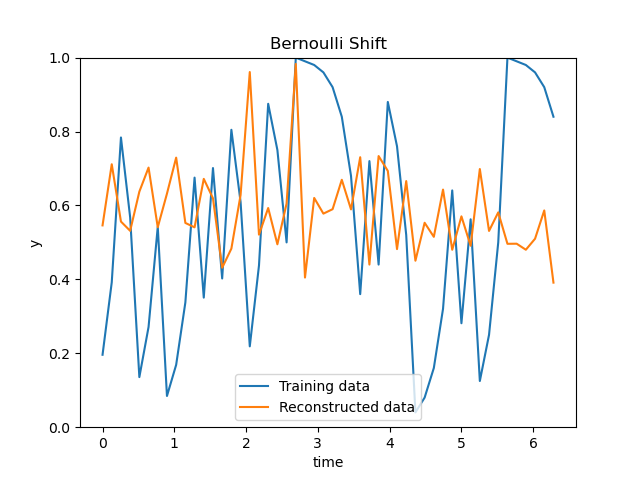 Bernoulli Shift
1.0
0.8
0.6
0.4
0.2
0.0
y
0 1 2 3 4 5 6
time
Training data
Reconstructed data